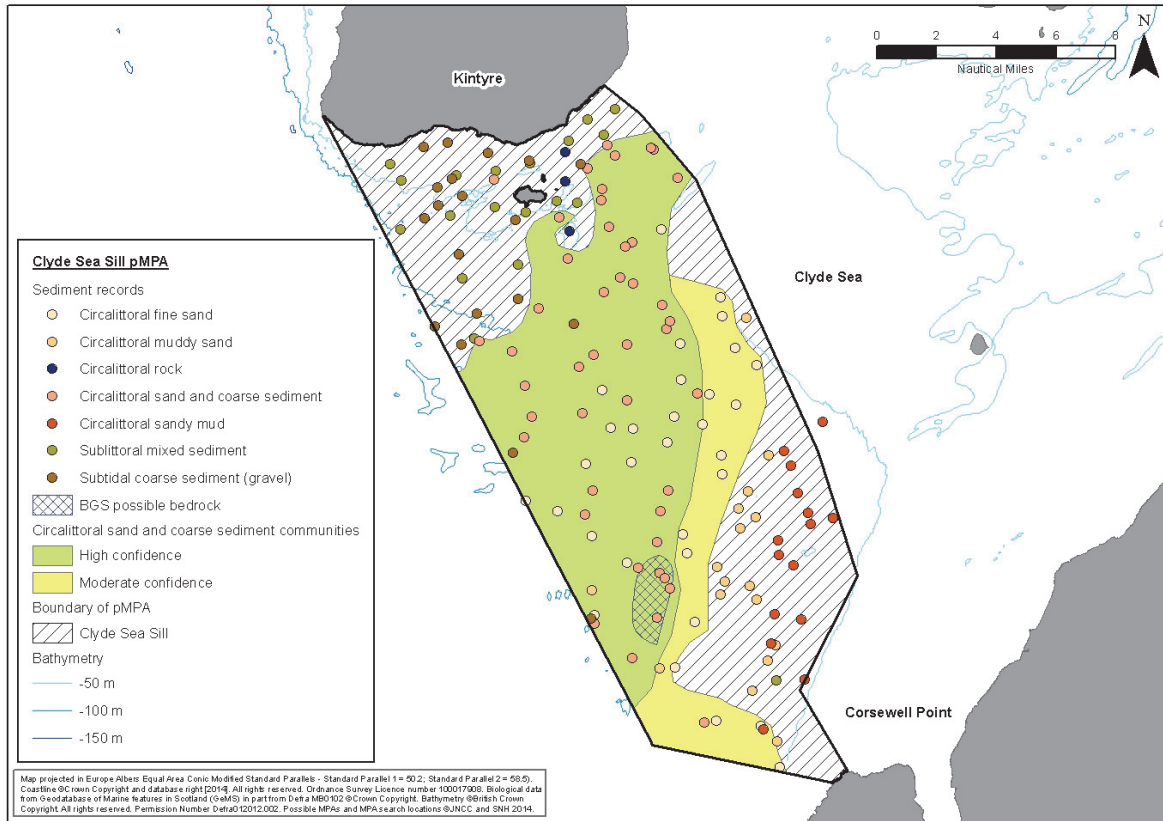 Kintyre
0 2 4 6 8
Nautical Miles
N
Clyde Sea
Corsewell Point
Clyde Sea Sill pMPA
Sediment records
Circalittoral fine sand
Circalittoral muddy sand
Circalittoral rock
Circalittoral sand and coarse sediment
Circalittoral sandy mud
Sublittoral mixed sediment
Subtidal coarse sediment (gravel)
BGS possible bedrock
Circalittoral sand and coarse sediment communities
High confidence
Moderate confidence
Boundary of pMPA
Clyde Sea Sill
Bathymetry
-50 m
-100 m
-150 m
Map projected in Europe Albers Equal Area Conic Modified Standard Parallels - Standard Parallel 1 = 50.2; Standard Parallel 2 = 58.5).
Coastline ©Crown Copyright and database right [2014]. All rights reserved. Ordnance Survey Licence number 100017908. Biological data
from Geodatabase of Marine features in Scotland (GeMS) in part from Defra MB0102 ©Crown Copyright. Bathymetry ©British Crown
Copyright. All rights reserved. Permission Number Defra012012.002. Possible MPAs and MPA search locations ©JNCC and SNH 2014.